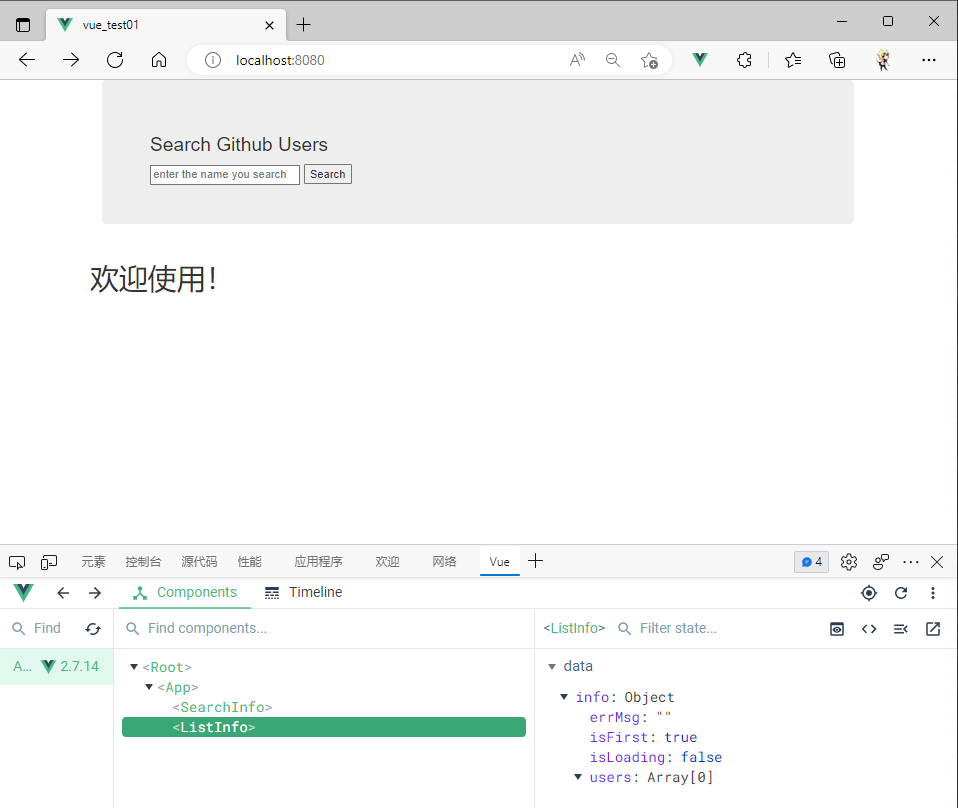 vue_test01
localhost:8080
Search Github Users
enter the name you search Search
欢迎使用！
元素 控制台 源代码 性能 应用程序 欢迎 网络 Vue 4
Components Timeline
Find Find components... <ListInfo> Filter state...
A... 2.7.14
<Root>
<App>
<SearchInfo>
<ListInfo>
data
info: Object
errMsg: ""
isFirst: true
isLoading: false
users: Array[0]